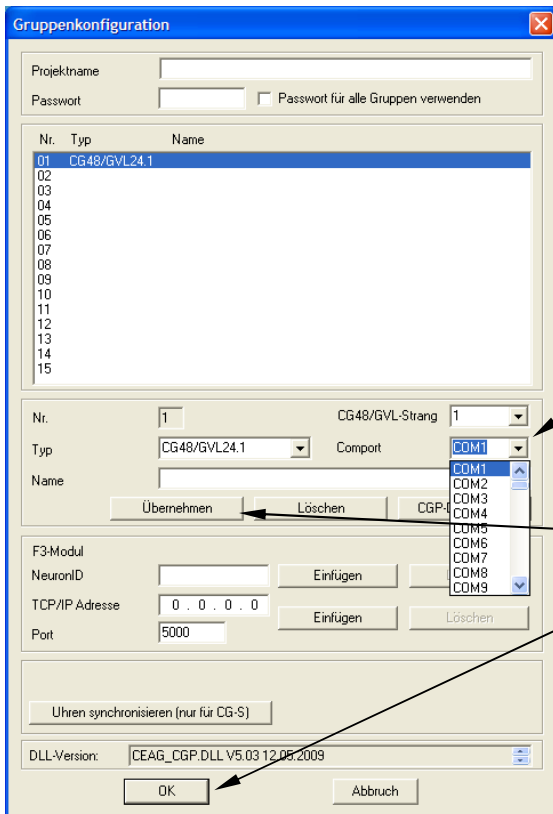 Gruppenkonfiguration
Projektname
Passwort Passwort für alle Gruppen verwenden
Nr. Typ Name
01 CG48/GVL24.1
02
03
04
05
06
07
08
09
10
11
12
13
14
15
Nr. 1 CG48/GVL-Strang 1
Typ CG48/GVL24.1 Comport COM1
Name
COM1
COM2
COM3
COM4
COM5
COM6
COM7
COM8
COM9
Übernehmen Löschen
F3-Modul
NeuronID Einfügen
TCP/IP Adresse 0 . 0 . 0 . 0 Einfügen Löschen
Port 5000
Uhren synchronisieren (nur für CG-S)
DLL-Version: CEAG_CGP.DLL V5.03 12.05.2009
OK Abbruch